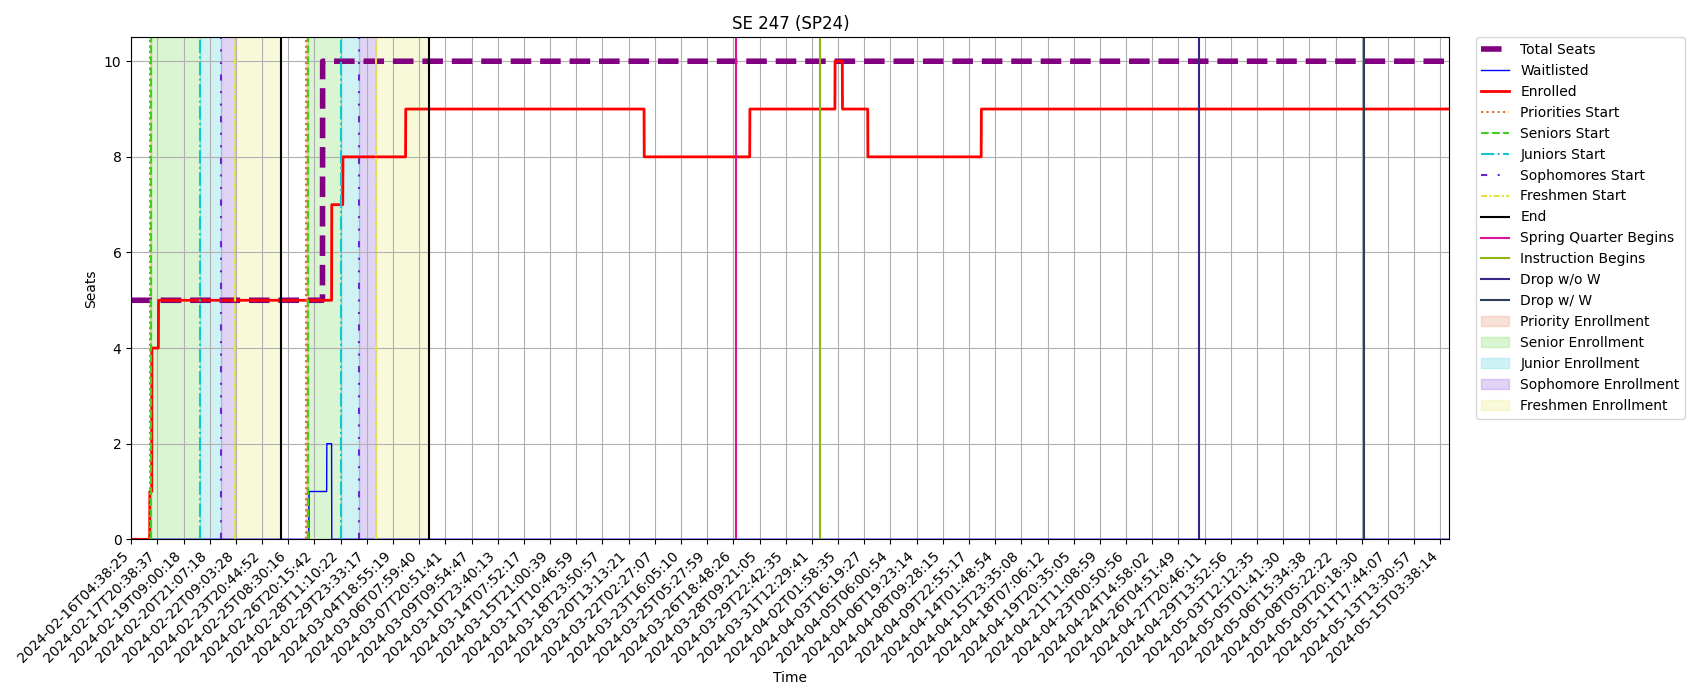 SE 247 (SP24)
Seats
10
8
6
4
2
0
2024-02-16T04:38:25
2024-02-17T20:38:37
2024-02-19T09:00:18
2024-02-20T21:07:18
2024-02-22T09:03:28
2024-02-23T20:44:52
2024-02-25T08:30:16
2024-02-26T20:15:42
2024-02-28T11:10:22
2024-02-29T23:33:17
2024-03-04T18:55:19
2024-03-06T07:59:40
2024-03-07T20:51:41
2024-03-09T09:54:47
2024-03-10T23:40:13
2024-03-14T07:52:17
2024-03-15T21:00:39
2024-03-17T10:46:59
2024-03-18T23:50:57
2024-03-20T13:13:21
2024-03-22T02:27:07
2024-03-23T16:05:10
2024-03-25T05:27:59
2024-03-26T18:48:26
2024-03-28T09:21:05
2024-03-29T22:42:35
2024-03-31T12:29:41
2024-04-02T01:58:35
2024-04-03T16:19:27
2024-04-05T06:00:54
2024-04-06T19:23:14
2024-04-08T09:28:15
2024-04-09T22:55:17
2024-04-14T01:48:54
2024-04-15T23:35:08
2024-04-18T07:06:12
2024-04-19T20:35:05
2024-04-21T11:08:59
2024-04-23T00:50:56
2024-04-24T14:58:02
2024-04-26T04:51:49
2024-04-27T20:46:11
2024-04-29T13:52:56
2024-05-03T12:12:35
2024-05-05T01:41:30
2024-05-06T15:34:38
2024-05-08T05:22:22
2024-05-09T20:18:30
2024-05-11T17:44:07
2024-05-13T13:30:57
2024-05-15T03:38:14
Time
Total Seats
Waitlisted
Enrolled
Priorities Start
Seniors Start
Juniors Start
Sophomores Start
Freshmen Start
End
Spring Quarter Begins
Instruction Begins
Drop w/o W
Drop w/ W
Priority Enrollment
Senior Enrollment
Junior Enrollment
Sophomore Enrollment
Freshmen Enrollment